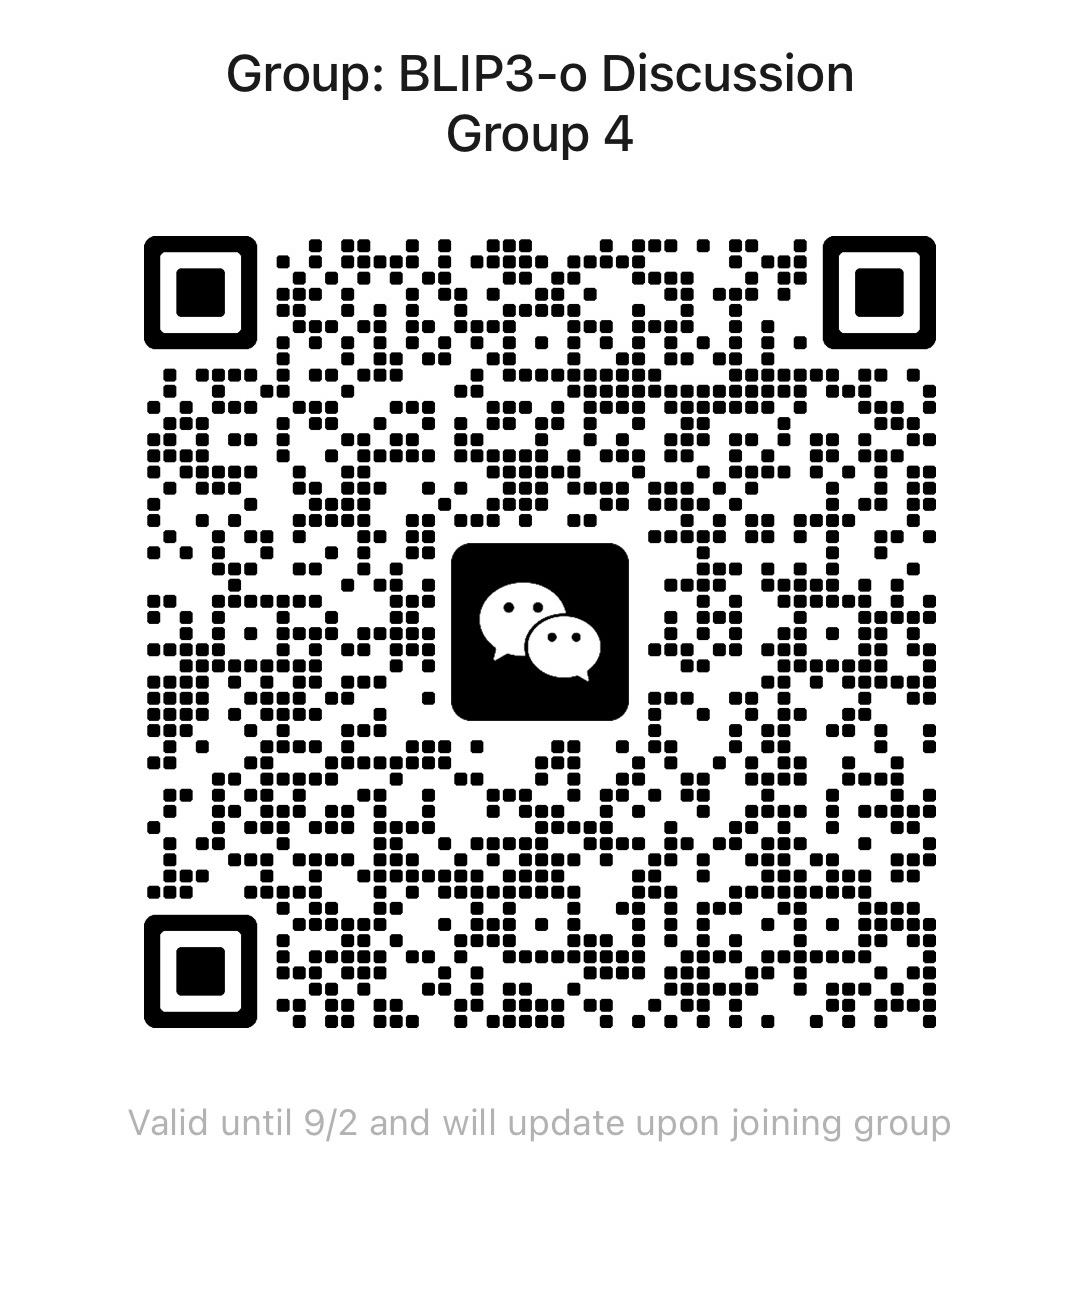 Group: BLIP3-o Discussion
Group 4
Valid until 9/2 and will update upon joining group